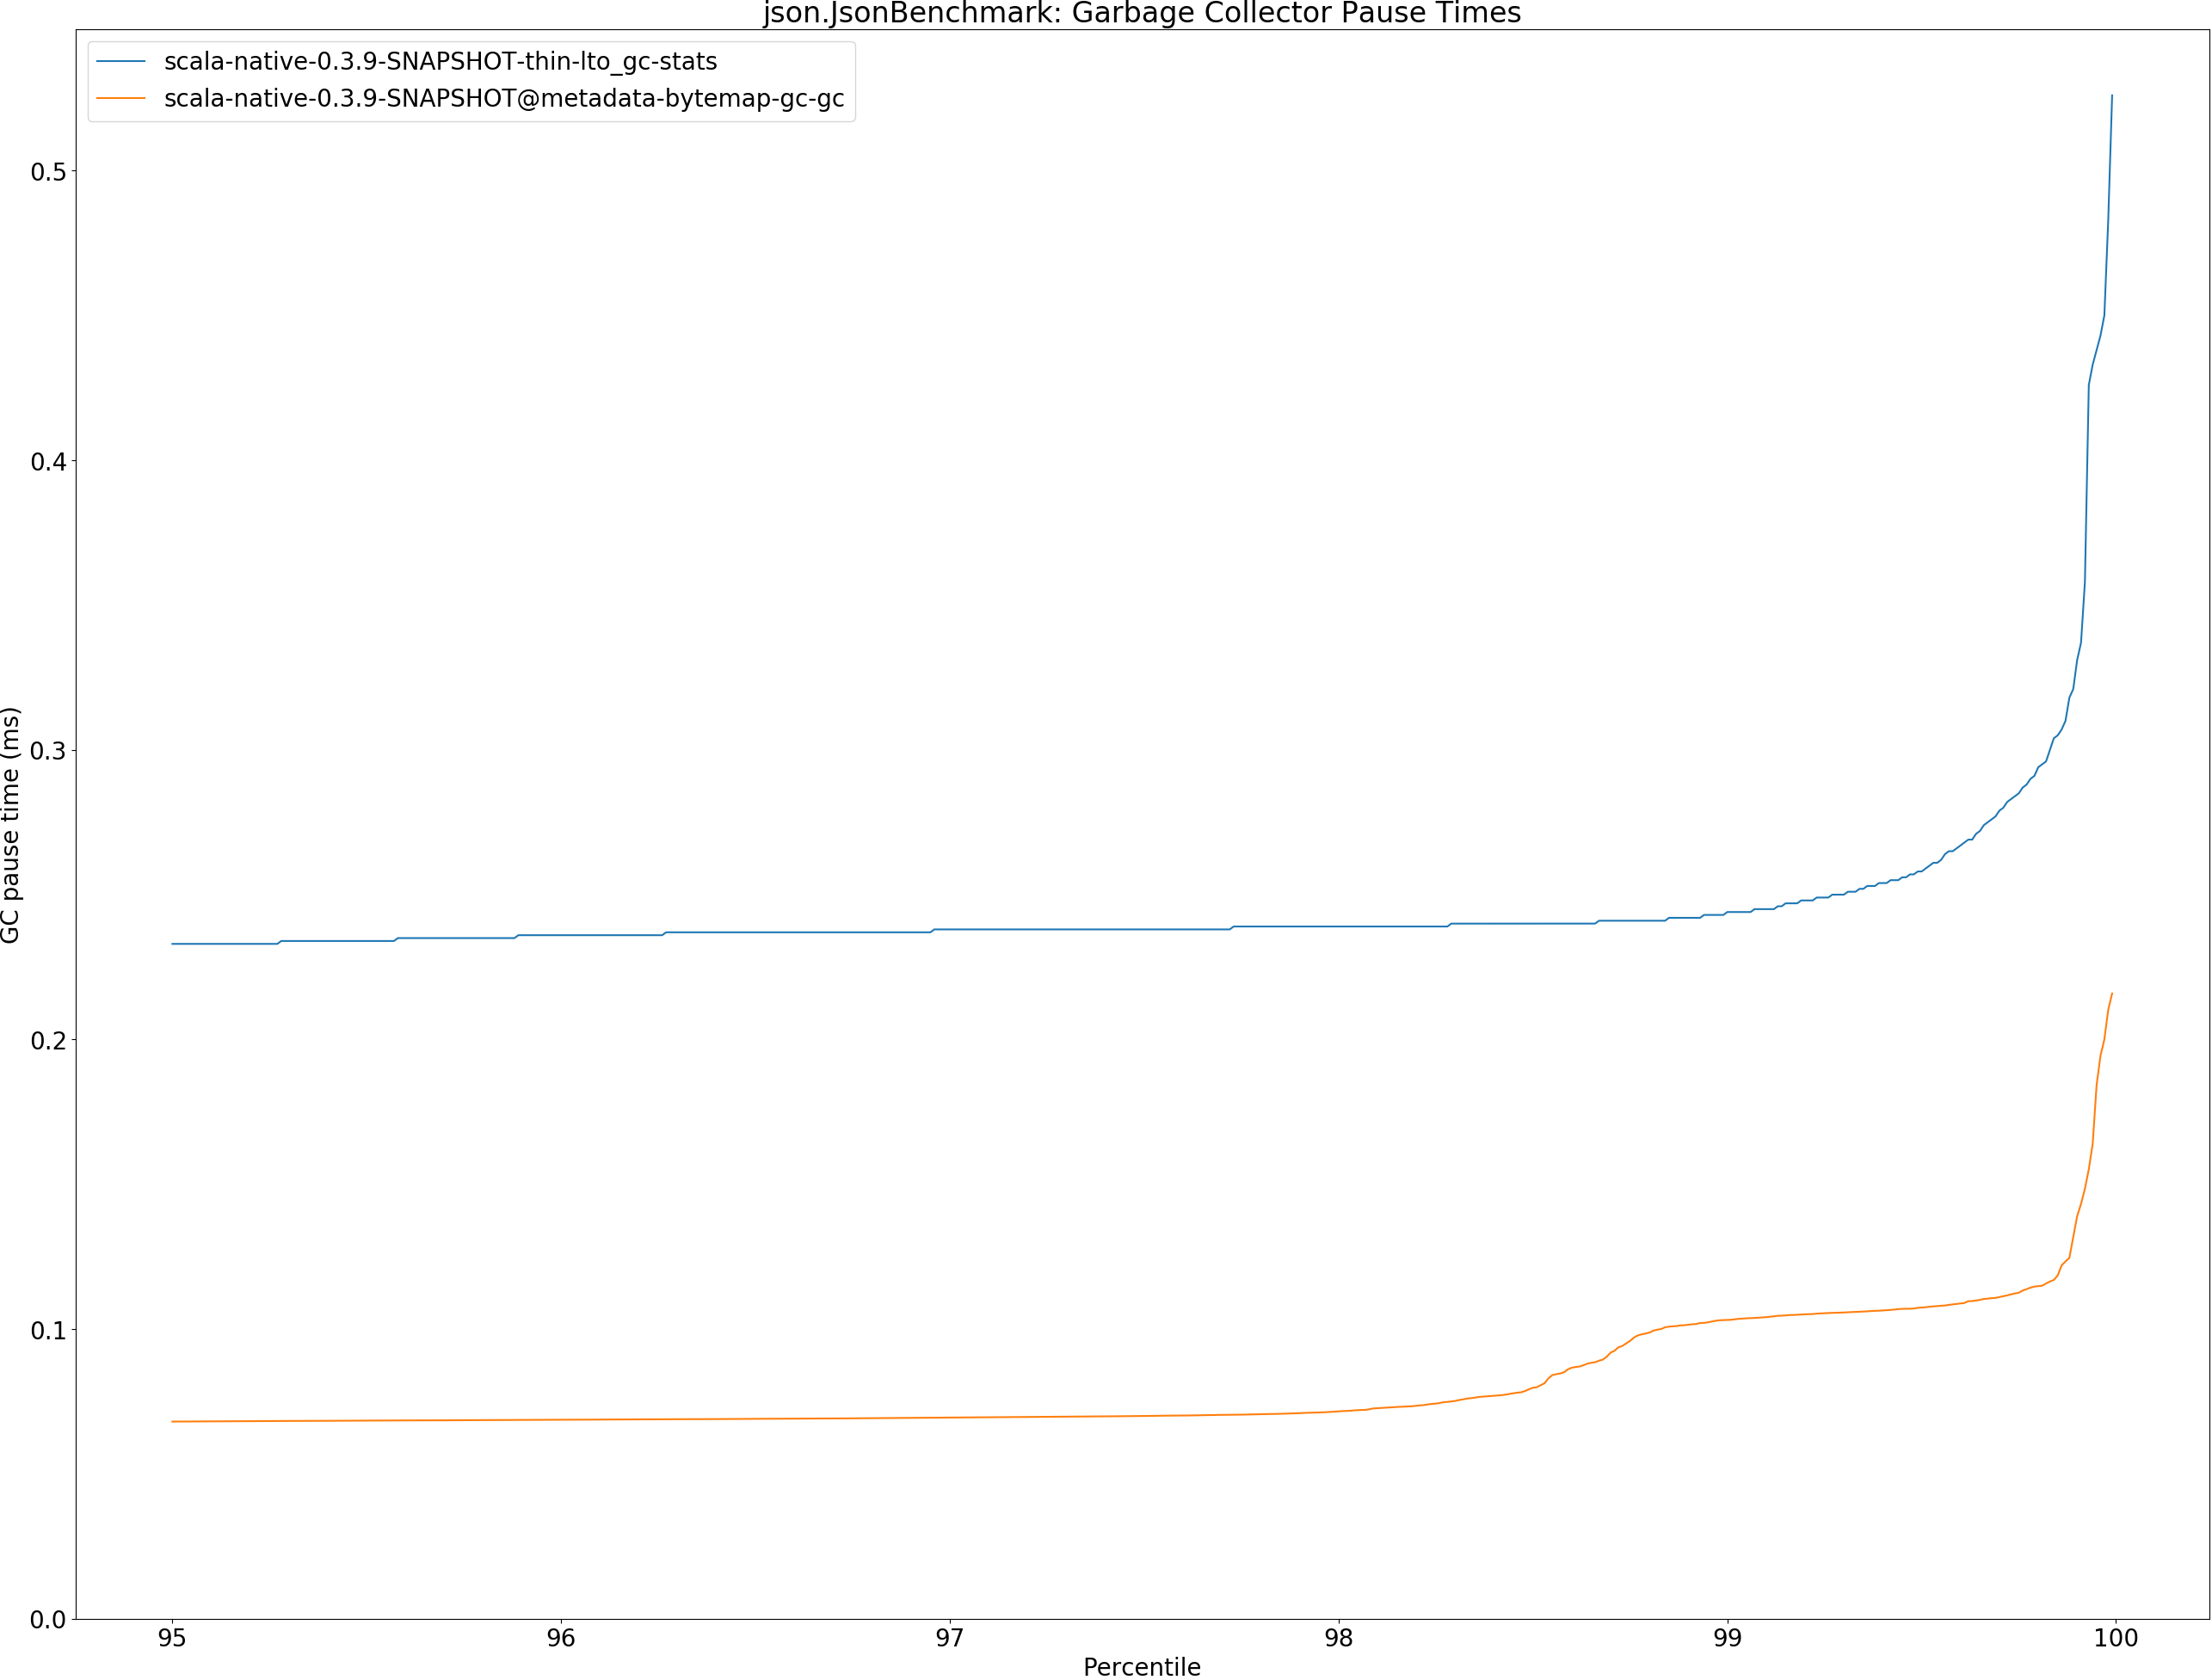 json.JsonBenchmark: Garbage Collector Pause Times
scala-native-0.3.9-SNAPSHOT-thin-lto_gc-stats
scala-native-0.3.9-SNAPSHOT@metadata-bytemap-gc-gc
GC pause time (ms)
0.5
0.4
0.3
0.2
0.1
0.0
95 96 97 98 99 100
Percentile